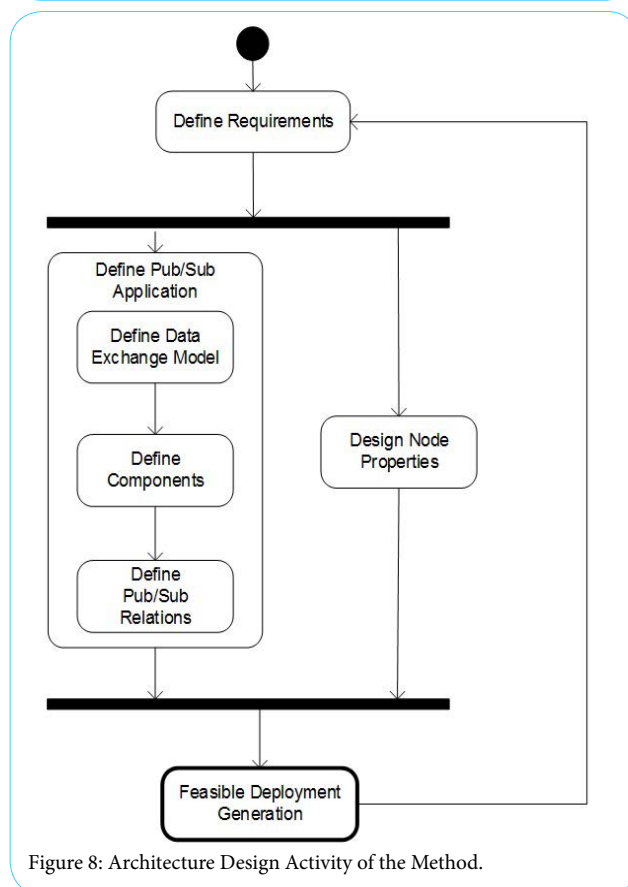 Define Requirements
Define Pub/Sub
Application
Define Data
Exchange Model
Define
Components
Define
Pub/Sub
Relations
Design Node
Properties
Feasible Deployment
Generation
Figure 8: Architecture Design Activity of the Method.